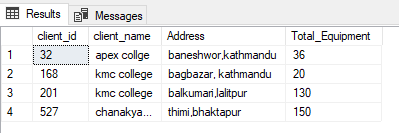 Results Messages
client_id client_name Address Total_Equipment
1 32 apex collge baneshwor,kathmandu 36
2 168 kmc college bagbazar, kathmandu 20
3 201 kmc college balkumari,lalitpur 130
4 527 chanakya... thimi,bhaktapur 150